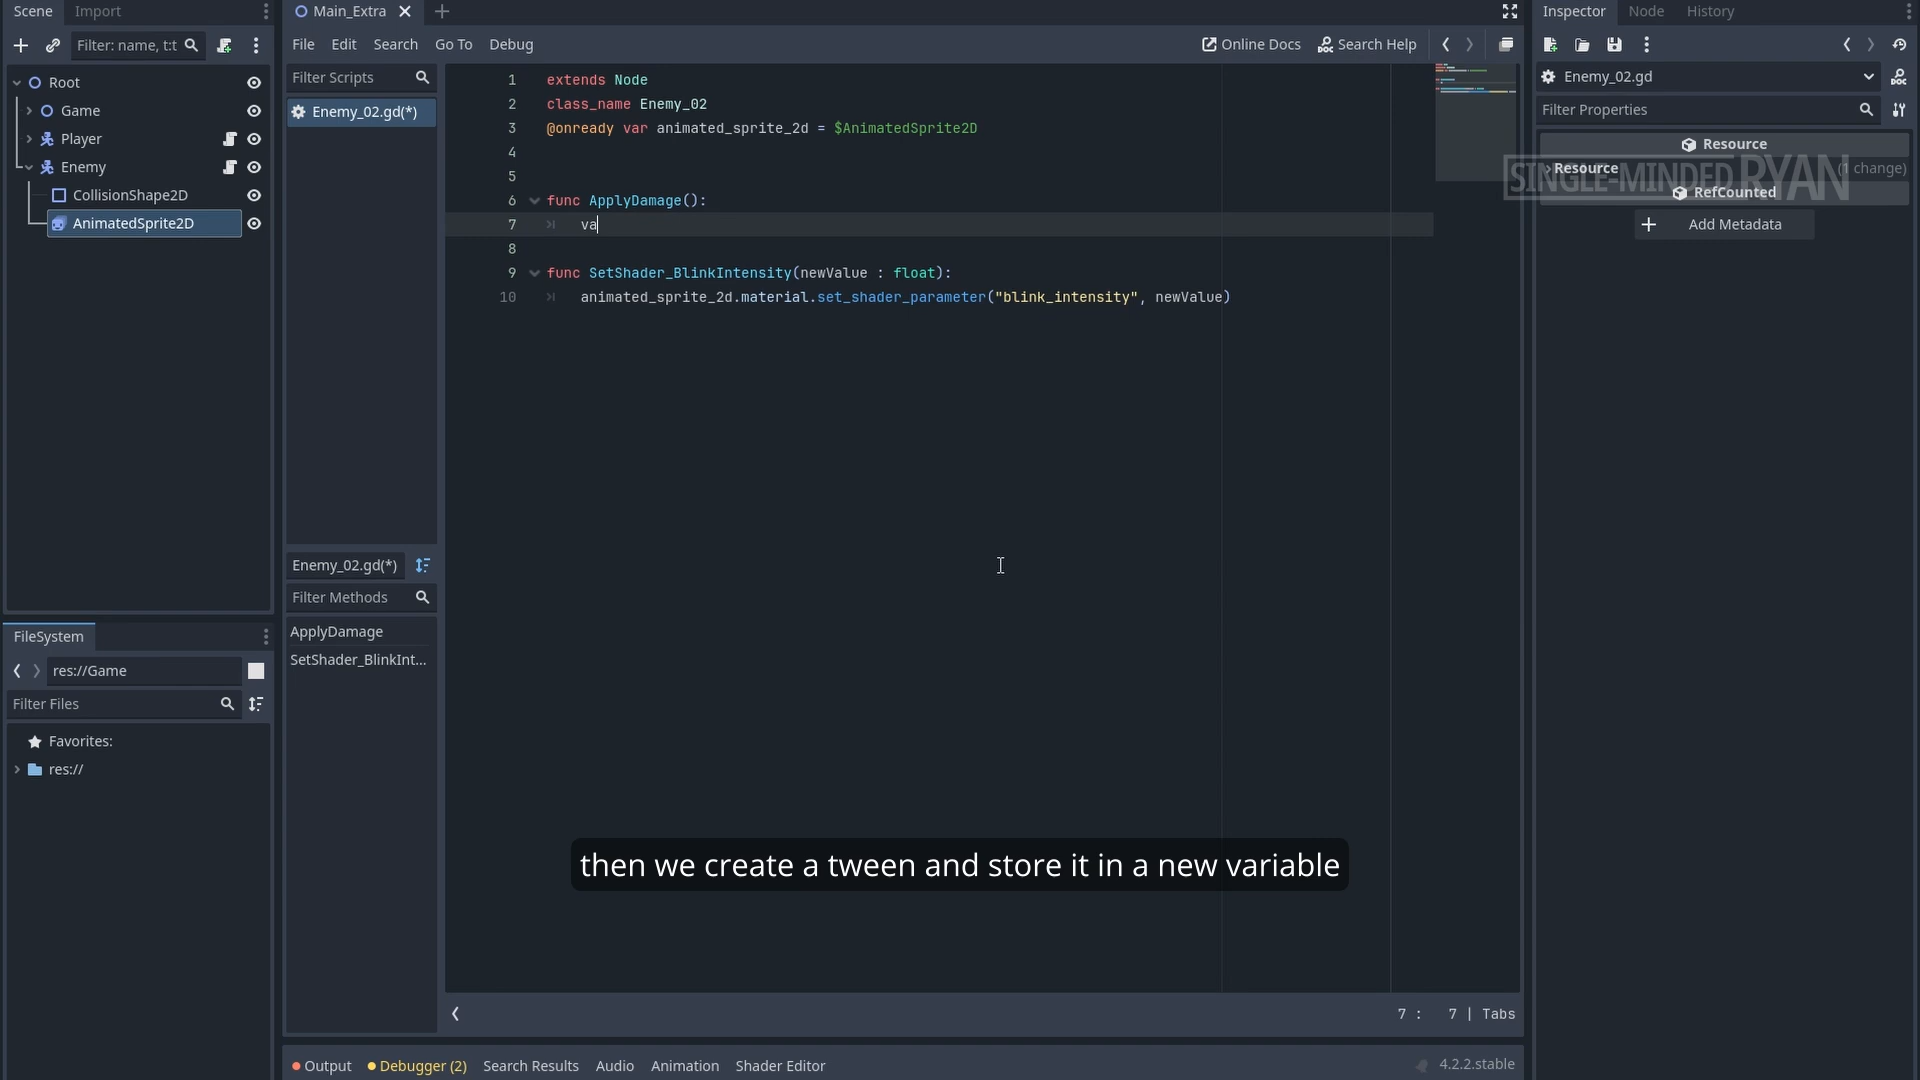 Scene
Import
Filter: name, t:t
Root
Game
Player
Enemy
CollisionShape2D
AnimatedSprite2D
FileSystem
res://Game
Filter Files
Favorites:
res://
Main_Extra
File Edit Search Go To Debug
Online Docs
Search Help
Filter Scripts
Enemy_02.gd(*)
Enemy_02.gd(*)
Filter Methods
ApplyDamage
SetShader_BlinkInt...
1 extends Node
2 class_name Enemy_02
3 @onready var animated_sprite_2d = $AnimatedSprite2D
4
5
6 func ApplyDamage():
7 va
8
9 func SetShader_BlinkIntensity(newValue : float):
10 animated_sprite_2d.material.set_shader_parameter("blink_intensity", newValue)
then we create a tween and store it in a new variable
7 : 7 | Tabs
Output Debugger (2) Search Results Audio Animation Shader Editor
4.2.2.stable
Inspector Node History
Enemy_02.gd
Filter Properties
Resource
Resource (1 change)
SINGLE-MINDED RYAN
RefCounted
Add Metadata